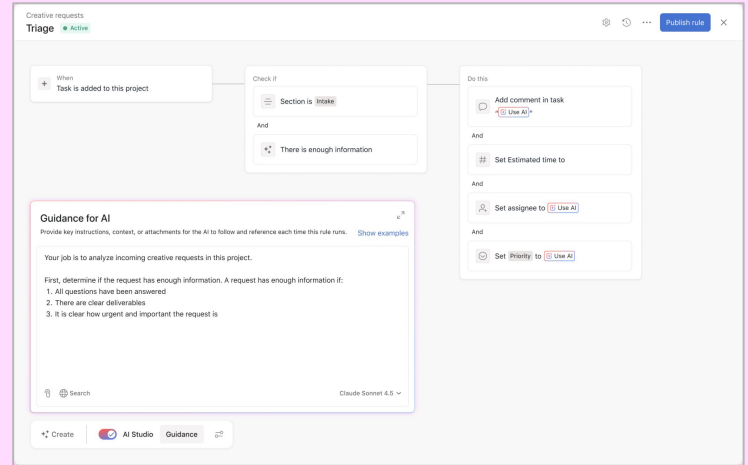 Creative requests
Triage
Active
Publish rule
When
Task is added to this project
Check if
Section is Intake
And
There is enough information
Do this
Add comment in task
Use AI
And
Set Estimated time to
And
Set assignee to Use AI
And
Set Priority to Use AI
Guidance for AI
Provide key instructions, context, or attachments for the AI to follow and reference each time this rule runs.
Show examples
Your job is to analyze incoming creative requests in this project.
First, determine if the request has enough information. A request has enough information if:
1. All questions have been answered
2. There are clear deliverables
3. It is clear how urgent and important the request is
Search
Claude Sonnet 4.5
Create
AI Studio
Guidance